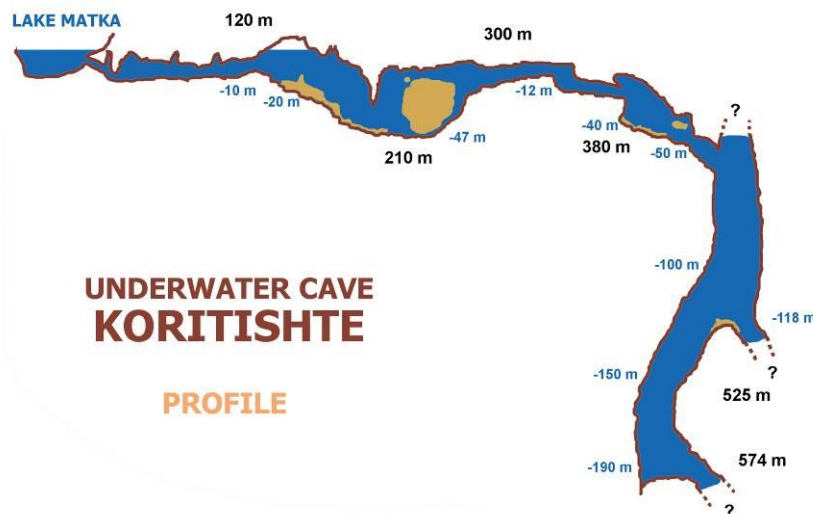 LAKE MATKA
120 m
300 m
-10 m
-20 m
-12 m
-47 m
210 m
-40 m
380 m
-50 m
?
-100 m
UNDERWATER CAVE
KORITISHTE
-118 m
?
-150 m
525 m
PROFILE
574 m
-190 m
?